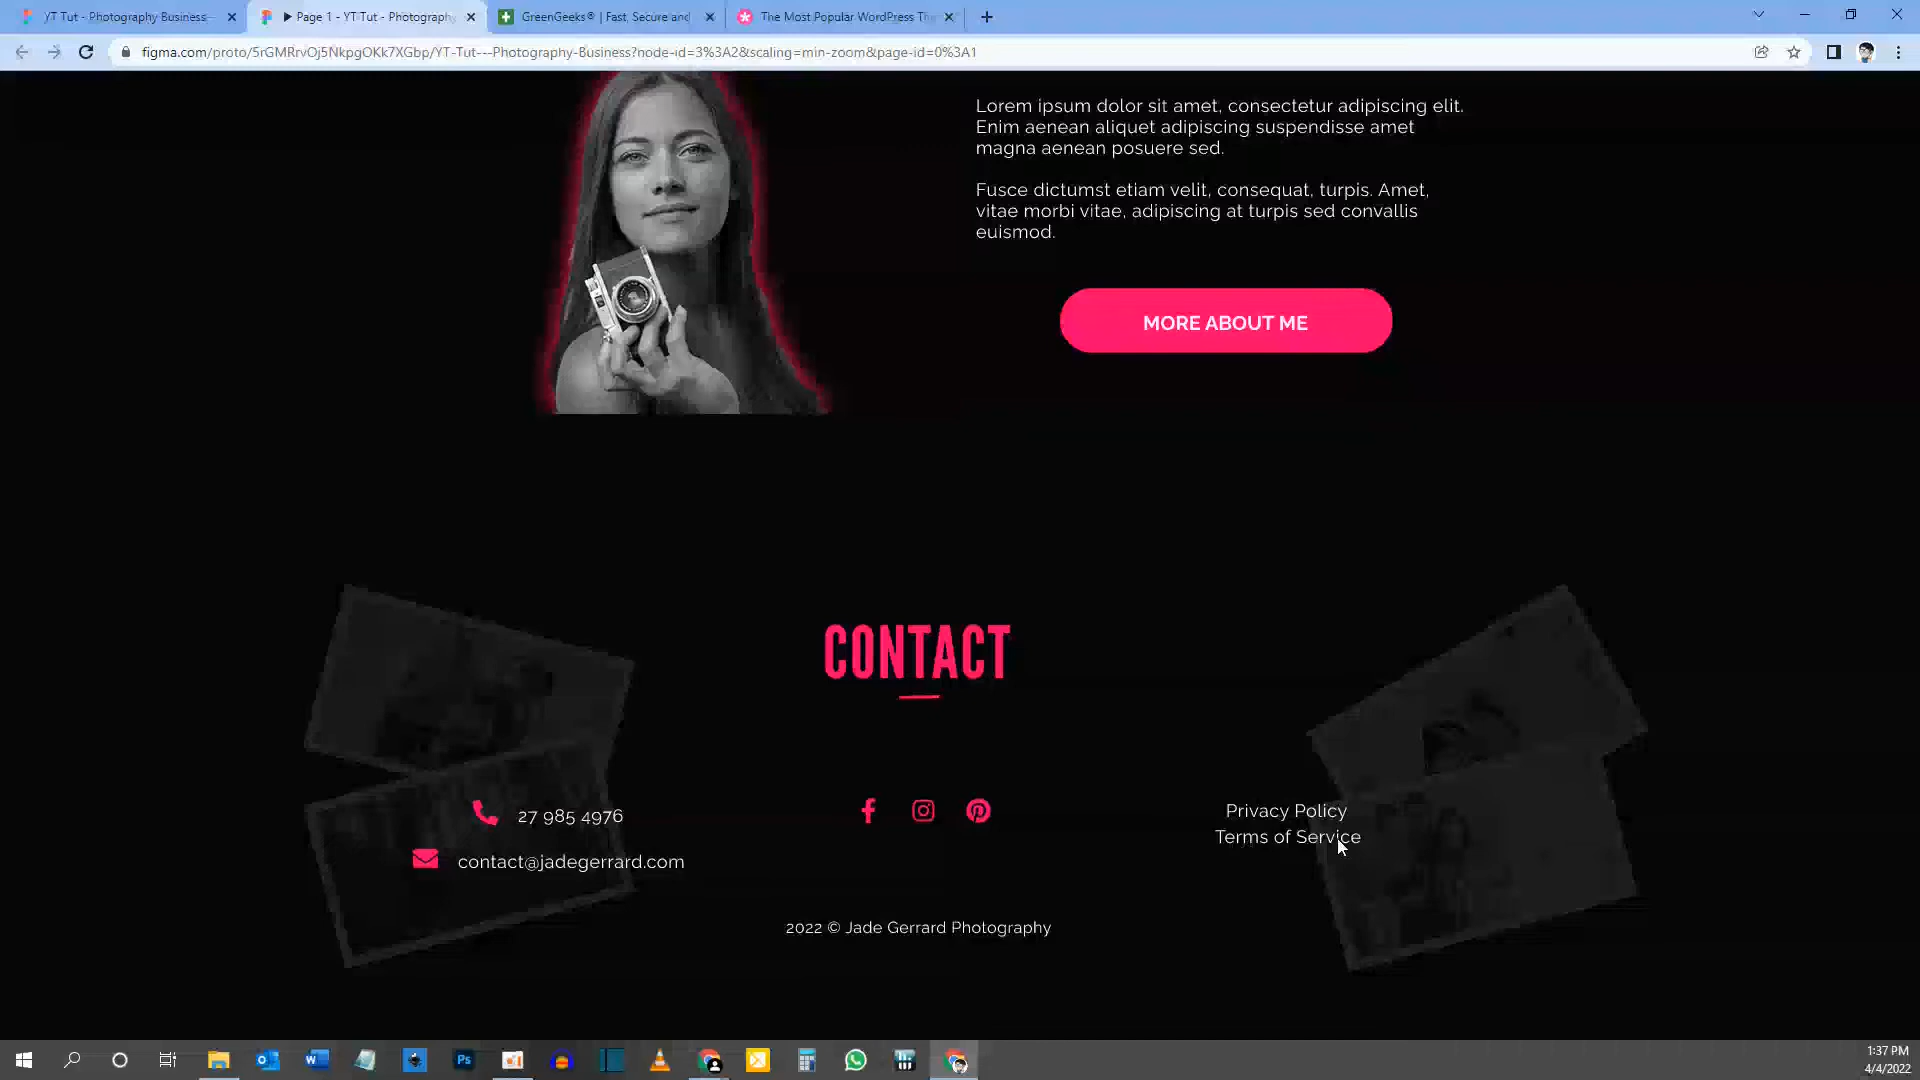 YT Tut - Photography Business
Page 1 - YT Tut - Photography
GreenGeeks® | Fast, Secure and
The Most Popular WordPress Th
figma.com/proto/5rGMRrvOj5NkpgOKk7XGbp/YT-Tut---Photography-Business?node-id=3%3A2&scaling=min-zoom&page-id=0%3A1
Lorem ipsum dolor sit amet, consectetur adipiscing elit.
Enim aenean aliquet adipiscing suspendisse amet
magna aenean posuere sed.
Fusce dictumst etiam velit, consequat, turpis. Amet,
vitae morbi vitae, adipiscing at turpis sed convallis
euismod.
MORE ABOUT ME
CONTACT
27 985 4976
contact@jadegerrard.com
Privacy Policy
Terms of Service
2022 © Jade Gerrard Photography
Ps
1:37 PM
4/4/2022